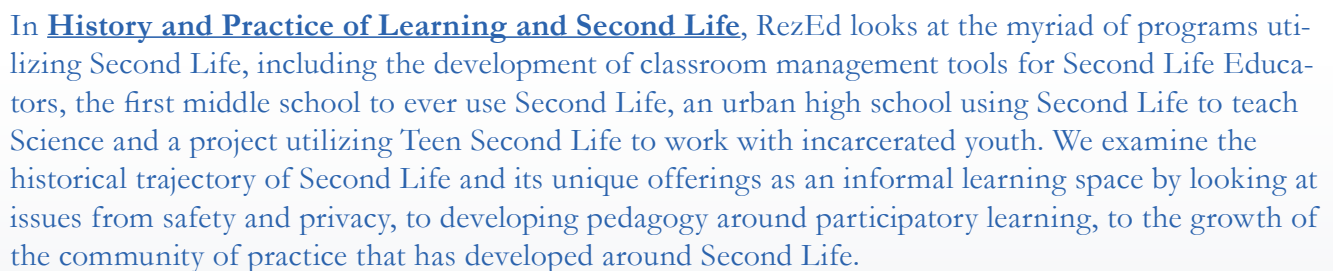 In History and Practice of Learning and Second Life, RezEd looks at the myriad of programs uti-
lizing Second Life, including the development of classroom management tools for Second Life Educa-
tors, the first middle school to ever use Second Life, an urban high school using Second Life to teach
Science and a project utilizing Teen Second Life to work with incarcerated youth. We examine the
historical trajectory of Second Life and its unique offerings as an informal learning space by looking at
issues from safety and privacy, to developing pedagogy around participatory learning, to the growth of
the community of practice that has developed around Second Life.